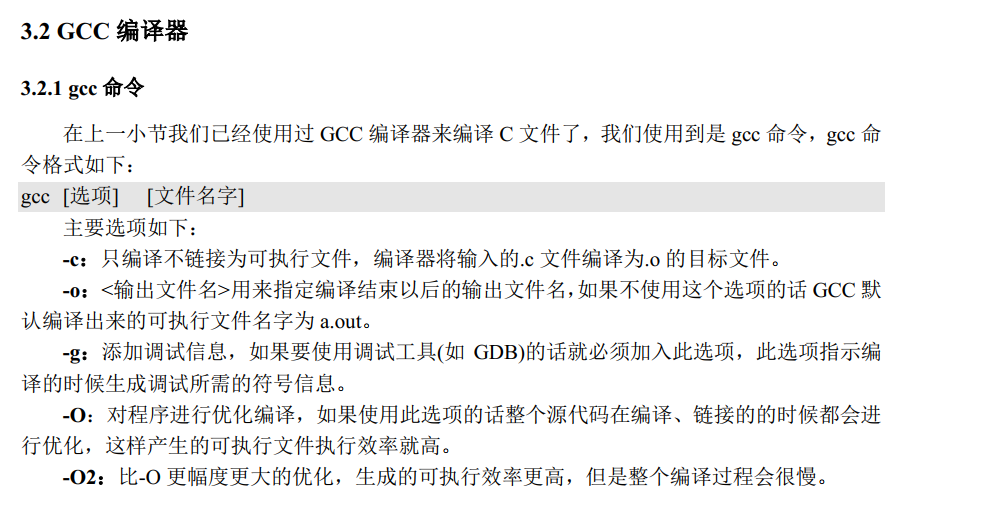 3.2 GCC 编译器
3.2.1 gcc 命令
在上一小节我们已经使用过 GCC 编译器来编译 C 文件了，我们使用到是 gcc 命令，gcc 命
令格式如下：
gcc [选项] [文件名字]
主要选项如下：
-c：只编译不链接为可执行文件，编译器将输入的.c 文件编译为.o 的目标文件。
-o：<输出文件名>用来指定编译结束以后的输出文件名，如果不使用这个选项的话 GCC 默
认编译出来的可执行文件名字为 a.out。
-g：添加调试信息，如果要使用调试工具(如 GDB)的话就必须加入此选项，此选项指示编
译的时候生成调试所需的符号信息。
-O：对程序进行优化编译，如果使用此选项的话整个源代码在编译、链接的的时候都会进
行优化，这样产生的可执行文件执行效率就高。
-O2：比-O 更幅度更大的优化，生成的可执行效率更高，但是整个编译过程会很慢。